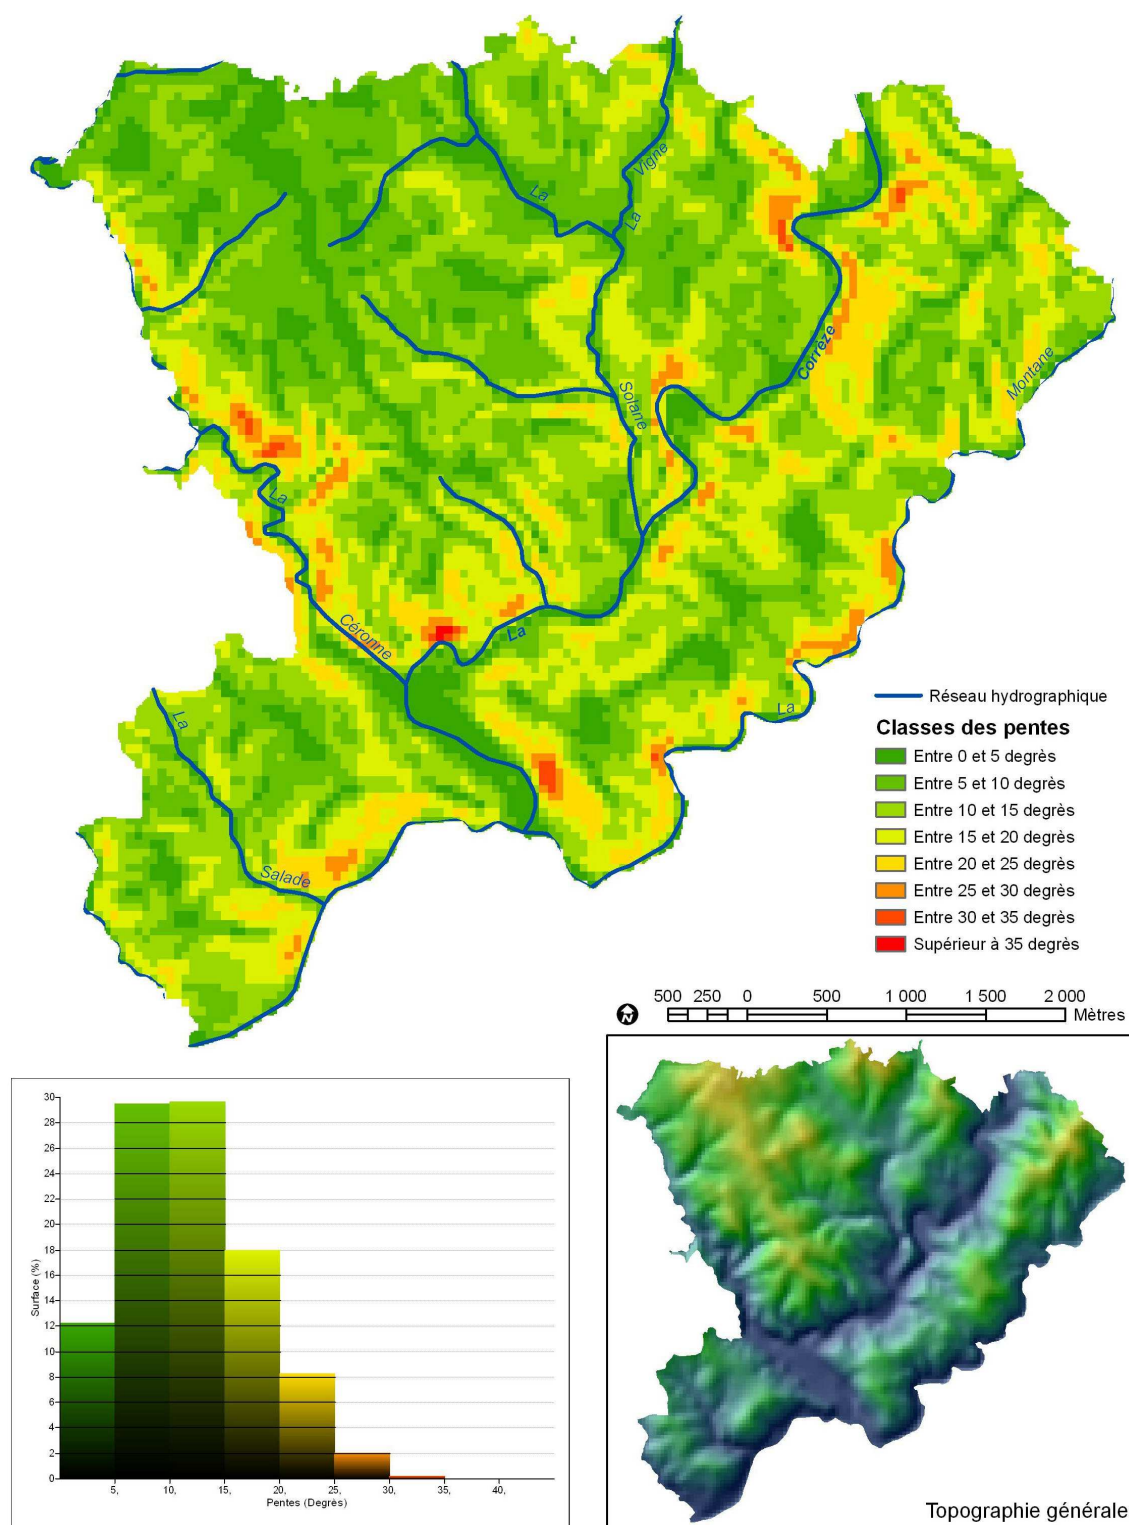 La
Vigne
La
Corrèze
Solane
Montane
La
Céronne
La
La
La
Salade
Réseau hydrographique
Classes des pentes
Entre 0 et 5 degrès
Entre 5 et 10 degrès
Entre 10 et 15 degrès
Entre 15 et 20 degrès
Entre 20 et 25 degrès
Entre 25 et 30 degrès
Entre 30 et 35 degrès
Supérieur à 35 degrès
500 250 0 500 1 000 1 500 2 000
Mètres
N
30
28
26
24
22
20
18
16
14
12
10
8
6
4
2
0
Surface (%)
5, 10, 15, 20, 25, 30, 35, 40,
Pentes (Degrès)
Topographie générale